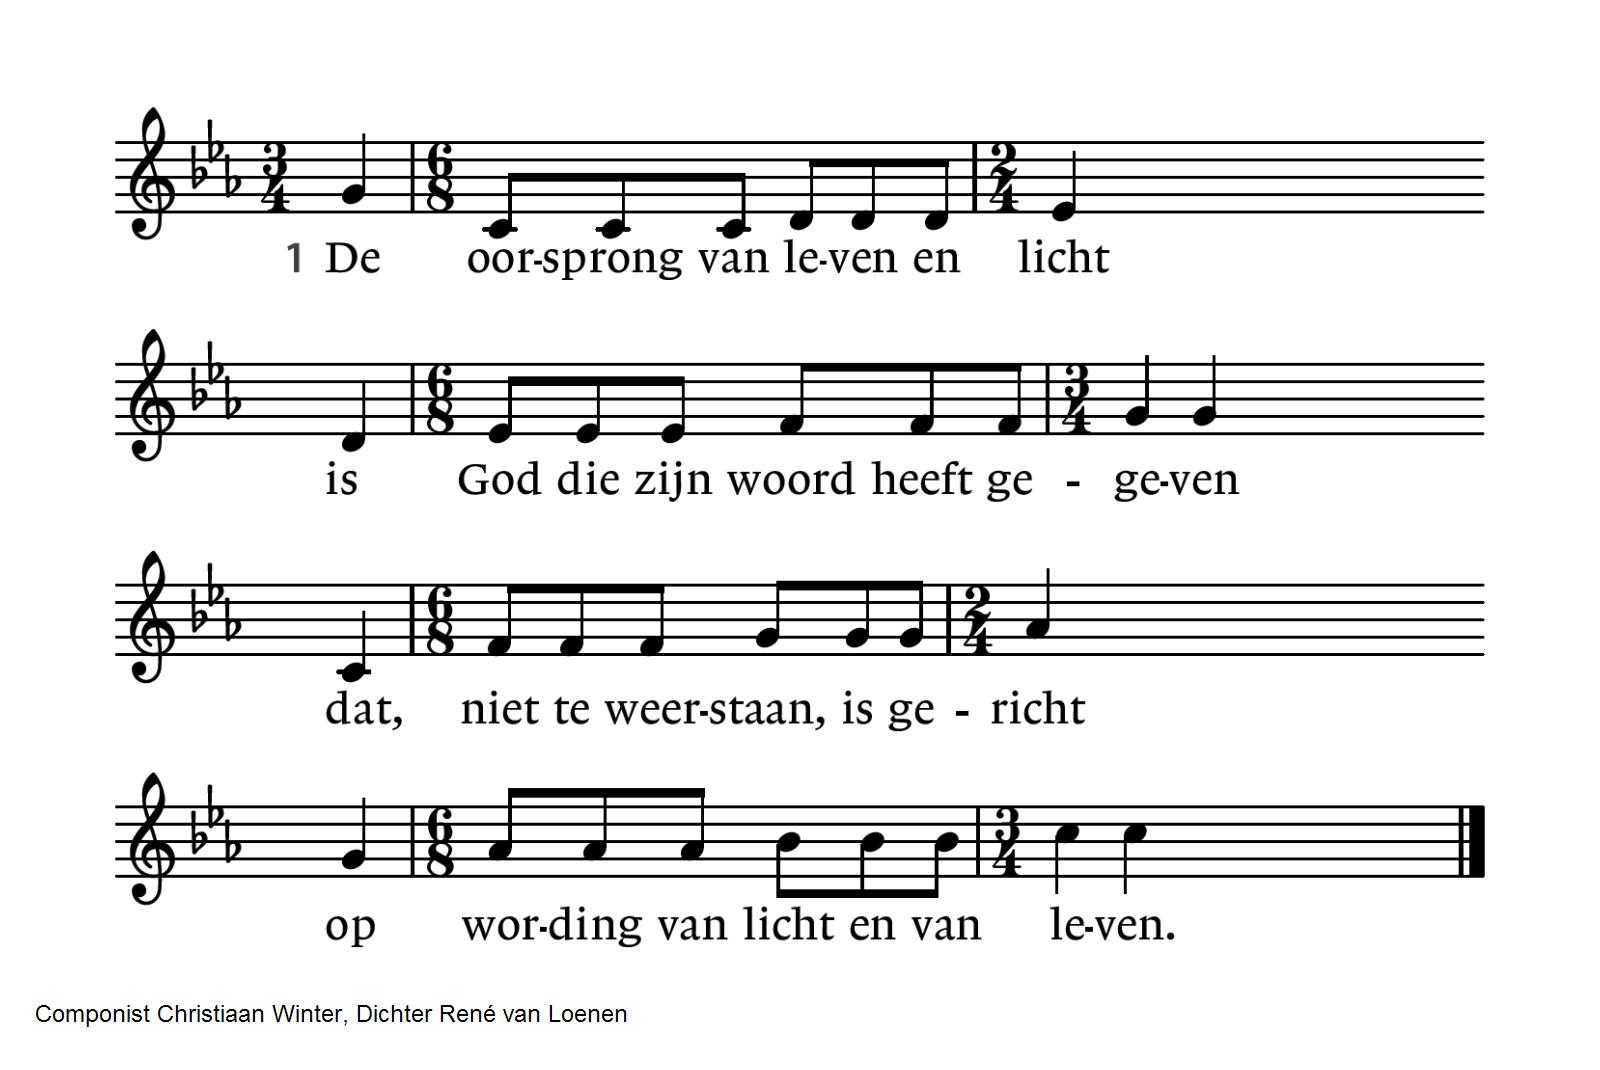 1 De oor-sprong van le-ven en licht
is God die zijn woord heeft ge - ge-ven
dat, niet te weer-staan, is ge - richt
op wor-ding van licht en van le-ven.
Componist Christiaan Winter, Dichter René van Loenen